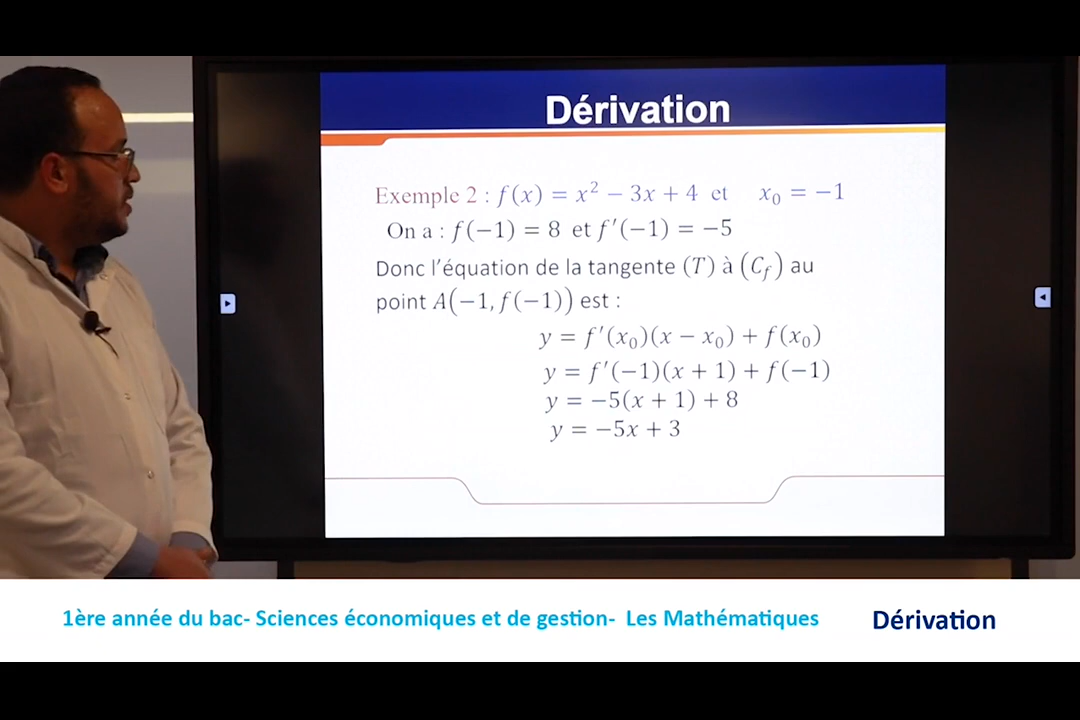 Dérivation
Exemple 2 : f(x) = x² − 3x + 4 et x₀ = −1
On a : f(−1) = 8 et f′(−1) = −5
Donc l’équation de la tangente (T) à (C_f) au
point A(−1, f(−1)) est :
y = f′(x₀)(x − x₀) + f(x₀)
y = f′(−1)(x + 1) + f(−1)
y = −5(x + 1) + 8
y = −5x + 3
1ère année du bac- Sciences économiques et de gestion- Les Mathématiques
Dérivation